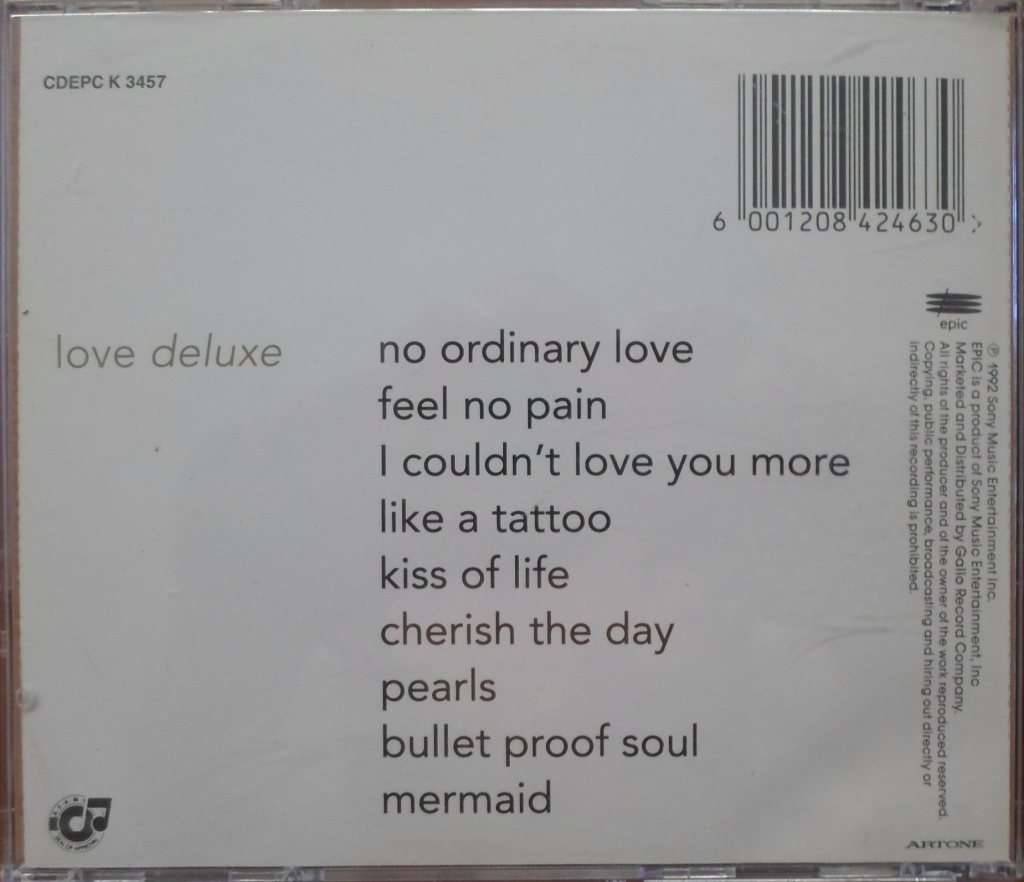 CDEPC K 3457
6 001208 424630 >
epic
love deluxe
no ordinary love
feel no pain
I couldn't love you more
like a tattoo
kiss of life
cherish the day
pearls
bullet proof soul
mermaid
℗ 1992 Sony Music Entertainment Inc.
EPIC is a product of Sony Music Entertainment, Inc
Marketed and Distributed by Gallo Record Company.
All rights of the producer and of the owner of the work reproduced reserved.
Copying, public performance, broadcasting and hiring out directly or
indirectly of this recording is prohibited.
SEAL OF APPROVAL
ARTONE